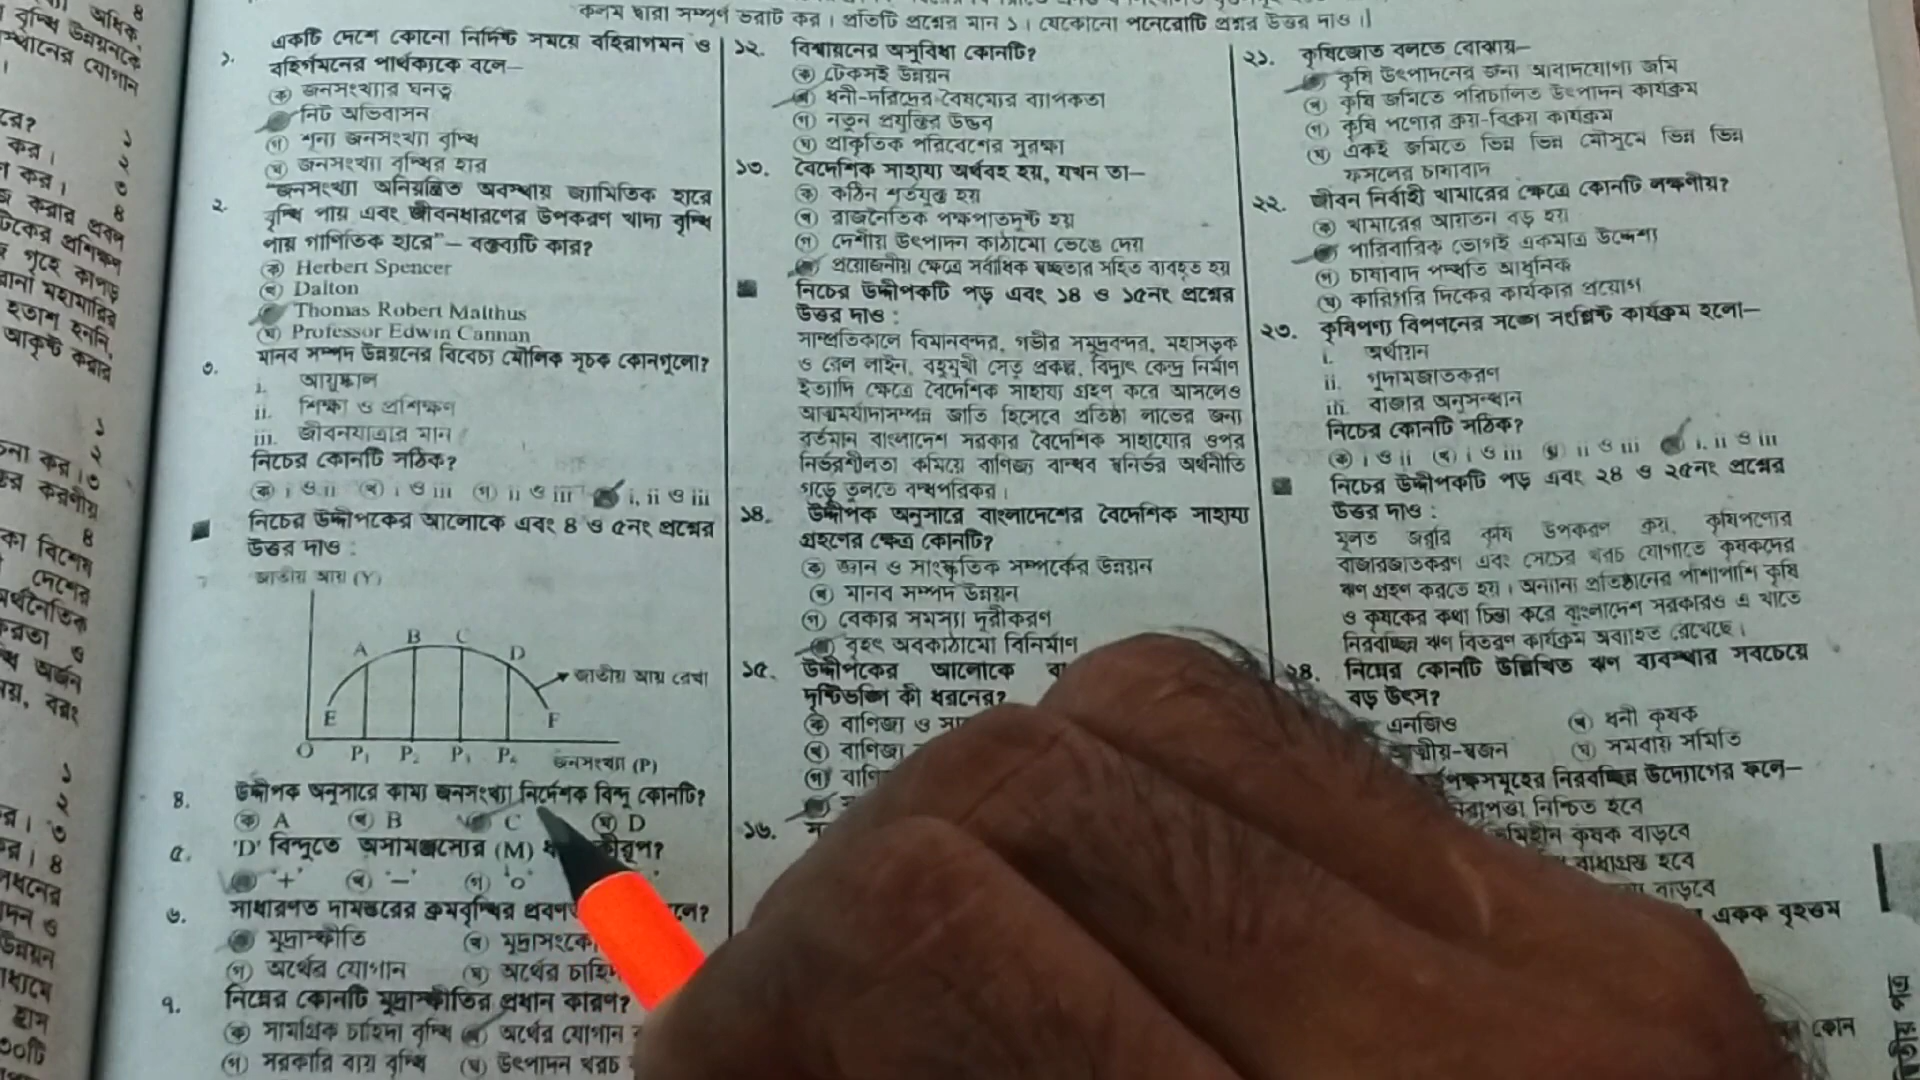 কলম দ্বারা সম্পূর্ণ ভরাট কর। প্রতিটি প্রশ্নের মান ১। যেকোনো পনেরোটি প্রশ্নের উত্তর দাও।
১. একটি দেশে কোনো নির্দিষ্ট সময়ে বহিরাগমন ও
বহির্গমনের পার্থক্যকে বলে—
ক জনসংখ্যার ঘনত্ব
নিট অভিবাসন
গ শূন্য জনসংখ্যা বৃদ্ধি
ঘ জনসংখ্যা বৃদ্ধির হার
২. "জনসংখ্যা অনিয়ন্ত্রিত অবস্থায় জ্যামিতিক হারে
বৃদ্ধি পায় এবং জীবনধারণের উপকরণ খাদ্য বৃদ্ধি
পায় গাণিতিক হারে"— বক্তব্যটি কার?
ক Herbert Spencer
খ Dalton
Thomas Robert Malthus
ঘ Professor Edwin Cannan
৩. মানব সম্পদ উন্নয়নের বিবেচ্য মৌলিক সূচক কোনগুলো?
i. আয়ুষ্কাল
ii. শিক্ষা ও প্রশিক্ষণ
iii. জীবনযাত্রার মান
নিচের কোনটি সঠিক?
ক i ও ii খ i ও iii গ ii ও iii i, ii ও iii
নিচের উদ্দীপকের আলোকে এবং ৪ ও ৫নং প্রশ্নের
উত্তর দাও :
জাতীয় আয় (Y)
A B C D
জাতীয় আয় রেখা
E F
O P₁ P₂ P₃ P₄ জনসংখ্যা (P)
৪. উদ্দীপক অনুসারে কাম্য জনসংখ্যা নির্দেশক বিন্দু কোনটি?
ক A খ B C ঘ D
৫. 'D' বিন্দুতে অসামঞ্জস্যের (M)
'+' খ '–' গ '০'
৬. সাধারণত দামস্তরের ক্রমবৃদ্ধির
মুদ্রাস্ফীতি খ
গ অর্থের যোগান ঘ অর্থের
৭. নিম্নের কোনটি মুদ্রাস্ফীতির প্রধান কারণ?
ক সামগ্রিক চাহিদা বৃদ্ধি অর্থের যোগান
গ সরকারি ব্যয় বৃদ্ধি ঘ উৎপাদন খরচ
১২. বিশ্বায়নের অসুবিধা কোনটি?
ক টেকসই উন্নয়ন
ধনী-দরিদ্রের বৈষম্যের ব্যাপকতা
গ নতুন প্রযুক্তির উদ্ভব
ঘ প্রাকৃতিক পরিবেশের সুরক্ষা
১৩. বৈদেশিক সাহায্য অর্থবহ হয়, যখন তা—
ক কঠিন শর্তযুক্ত হয়
খ রাজনৈতিক পক্ষপাতদুষ্ট হয়
গ দেশীয় উৎপাদন কাঠামো ভেঙে দেয়
প্রয়োজনীয় ক্ষেত্রে সর্বাধিক স্বচ্ছতার সহিত ব্যবহৃত হয়
নিচের উদ্দীপকটি পড় এবং ১৪ ও ১৫নং প্রশ্নের
উত্তর দাও :
সাম্প্রতিকালে বিমানবন্দর, গভীর সমুদ্রবন্দর, মহাসড়ক
ও রেল লাইন, বহুমুখী সেতু প্রকল্প, বিদ্যুৎ কেন্দ্র নির্মাণ
ইত্যাদি ক্ষেত্রে বৈদেশিক সাহায্য গ্রহণ করে আসলেও
আত্মমর্যাদাসম্পন্ন জাতি হিসেবে প্রতিষ্ঠা লাভের জন্য
বর্তমান বাংলাদেশ সরকার বৈদেশিক সাহায্যের ওপর
নির্ভরশীলতা কমিয়ে বাণিজ্য বান্ধব স্বনির্ভর অর্থনীতি
গড়ে তুলতে বদ্ধপরিকর।
১৪. উদ্দীপক অনুসারে বাংলাদেশের বৈদেশিক সাহায্য
গ্রহণের ক্ষেত্র কোনটি?
ক জ্ঞান ও সাংস্কৃতিক সম্পর্কের উন্নয়ন
খ মানব সম্পদ উন্নয়ন
গ বেকার সমস্যা দূরীকরণ
বৃহৎ অবকাঠামো বিনির্মাণ
১৫. উদ্দীপকের আলোকে
দৃষ্টিভঙ্গি কী ধরনের?
ক বাণিজ্য ও
খ বাণিজ্য
গ
১৬.
২১. কৃষিজোত বলতে বোঝায়—
কৃষি উৎপাদনের জন্য আবাদযোগ্য জমি
খ কৃষি জমিতে পরিচালিত উৎপাদন কার্যক্রম
গ কৃষি পণ্যের ক্রয়-বিক্রয় কার্যক্রম
ঘ একই জমিতে ভিন্ন ভিন্ন মৌসুমে ভিন্ন ভিন্ন
ফসলের চাষাবাদ
২২. জীবন নির্বাহী খামারের ক্ষেত্রে কোনটি লক্ষণীয়?
ক খামারের আয়তন বড় হয়
পারিবারিক ভোগই একমাত্র উদ্দেশ্য
গ চাষাবাদ পদ্ধতি আধুনিক
ঘ কারিগরি দিকের কার্যকর প্রয়োগ
২৩. কৃষিপণ্য বিপণনের সঙ্গে সংশ্লিষ্ট কার্যক্রম হলো—
i. অর্থায়ন
ii. গুদামজাতকরণ
iii. বাজার অনুসন্ধান
নিচের কোনটি সঠিক?
ক i ও ii খ i ও iii গ ii ও iii i, ii ও iii
নিচের উদ্দীপকটি পড় এবং ২৪ ও ২৫নং প্রশ্নের
উত্তর দাও :
মূলত জরুরি কৃষি উপকরণ ক্রয়, কৃষিপণ্যের
বাজারজাতকরণ এবং সেচের খরচ যোগাতে কৃষকদের
ঋণ গ্রহণ করতে হয়। অন্যান্য প্রতিষ্ঠানের পাশাপাশি কৃষি
ও কৃষকের কথা চিন্তা করে বাংলাদেশ সরকারও এ খাতে
নিরবচ্ছিন্ন ঋণ বিতরণ কার্যক্রম অব্যাহত রেখেছে।
২৪. নিম্নের কোনটি উল্লিখিত ঋণ ব্যবস্থার সবচেয়ে
বড় উৎস?
এনজিও খ ধনী কৃষক
আত্মীয়-স্বজন ঘ সমবায় সমিতি
নিরবচ্ছিন্ন উদ্যোগের ফলে—
নিশ্চিত হবে
কৃষক বাড়বে
বাধাগ্রস্ত হবে
বাড়বে
একক বৃহত্তম
কোন